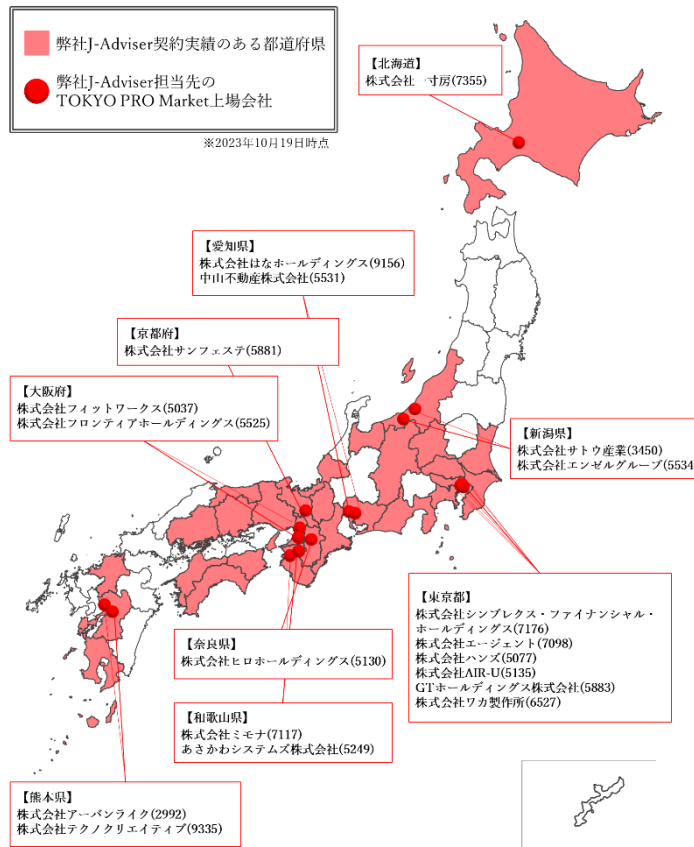 弊社J-Adviser契約実績のある都道府県
弊社J-Adviser担当先の
TOKYO PRO Market上場会社
※2023年10月19日時点
【北海道】
株式会社一寸房(7355)
【愛知県】
株式会社はなホールディングス(9156)
中山不動産株式会社(5531)
【京都府】
株式会社サンフェステ(5881)
【大阪府】
株式会社フィットワークス(5037)
株式会社フロンティアホールディングス(5525)
【新潟県】
株式会社サトウ産業(3450)
株式会社エンゼルグループ(5534
【東京都】
株式会社シンプレクス・ファイナンシャル・
ホールディングス(7176)
株式会社エージェント(7098)
株式会社ハンズ(5077)
株式会社AIR-U(5135)
GTホールディングス株式会社(5883)
株式会社ワカ製作所(6527)
【奈良県】
株式会社ヒロホールディングス(5130)
【和歌山県】
株式会社ミモナ(7117)
あさかわシステムズ株式会社(5249)
【熊本県】
株式会社アーバンライク(2992)
株式会社テクノクリエイティブ(9335)